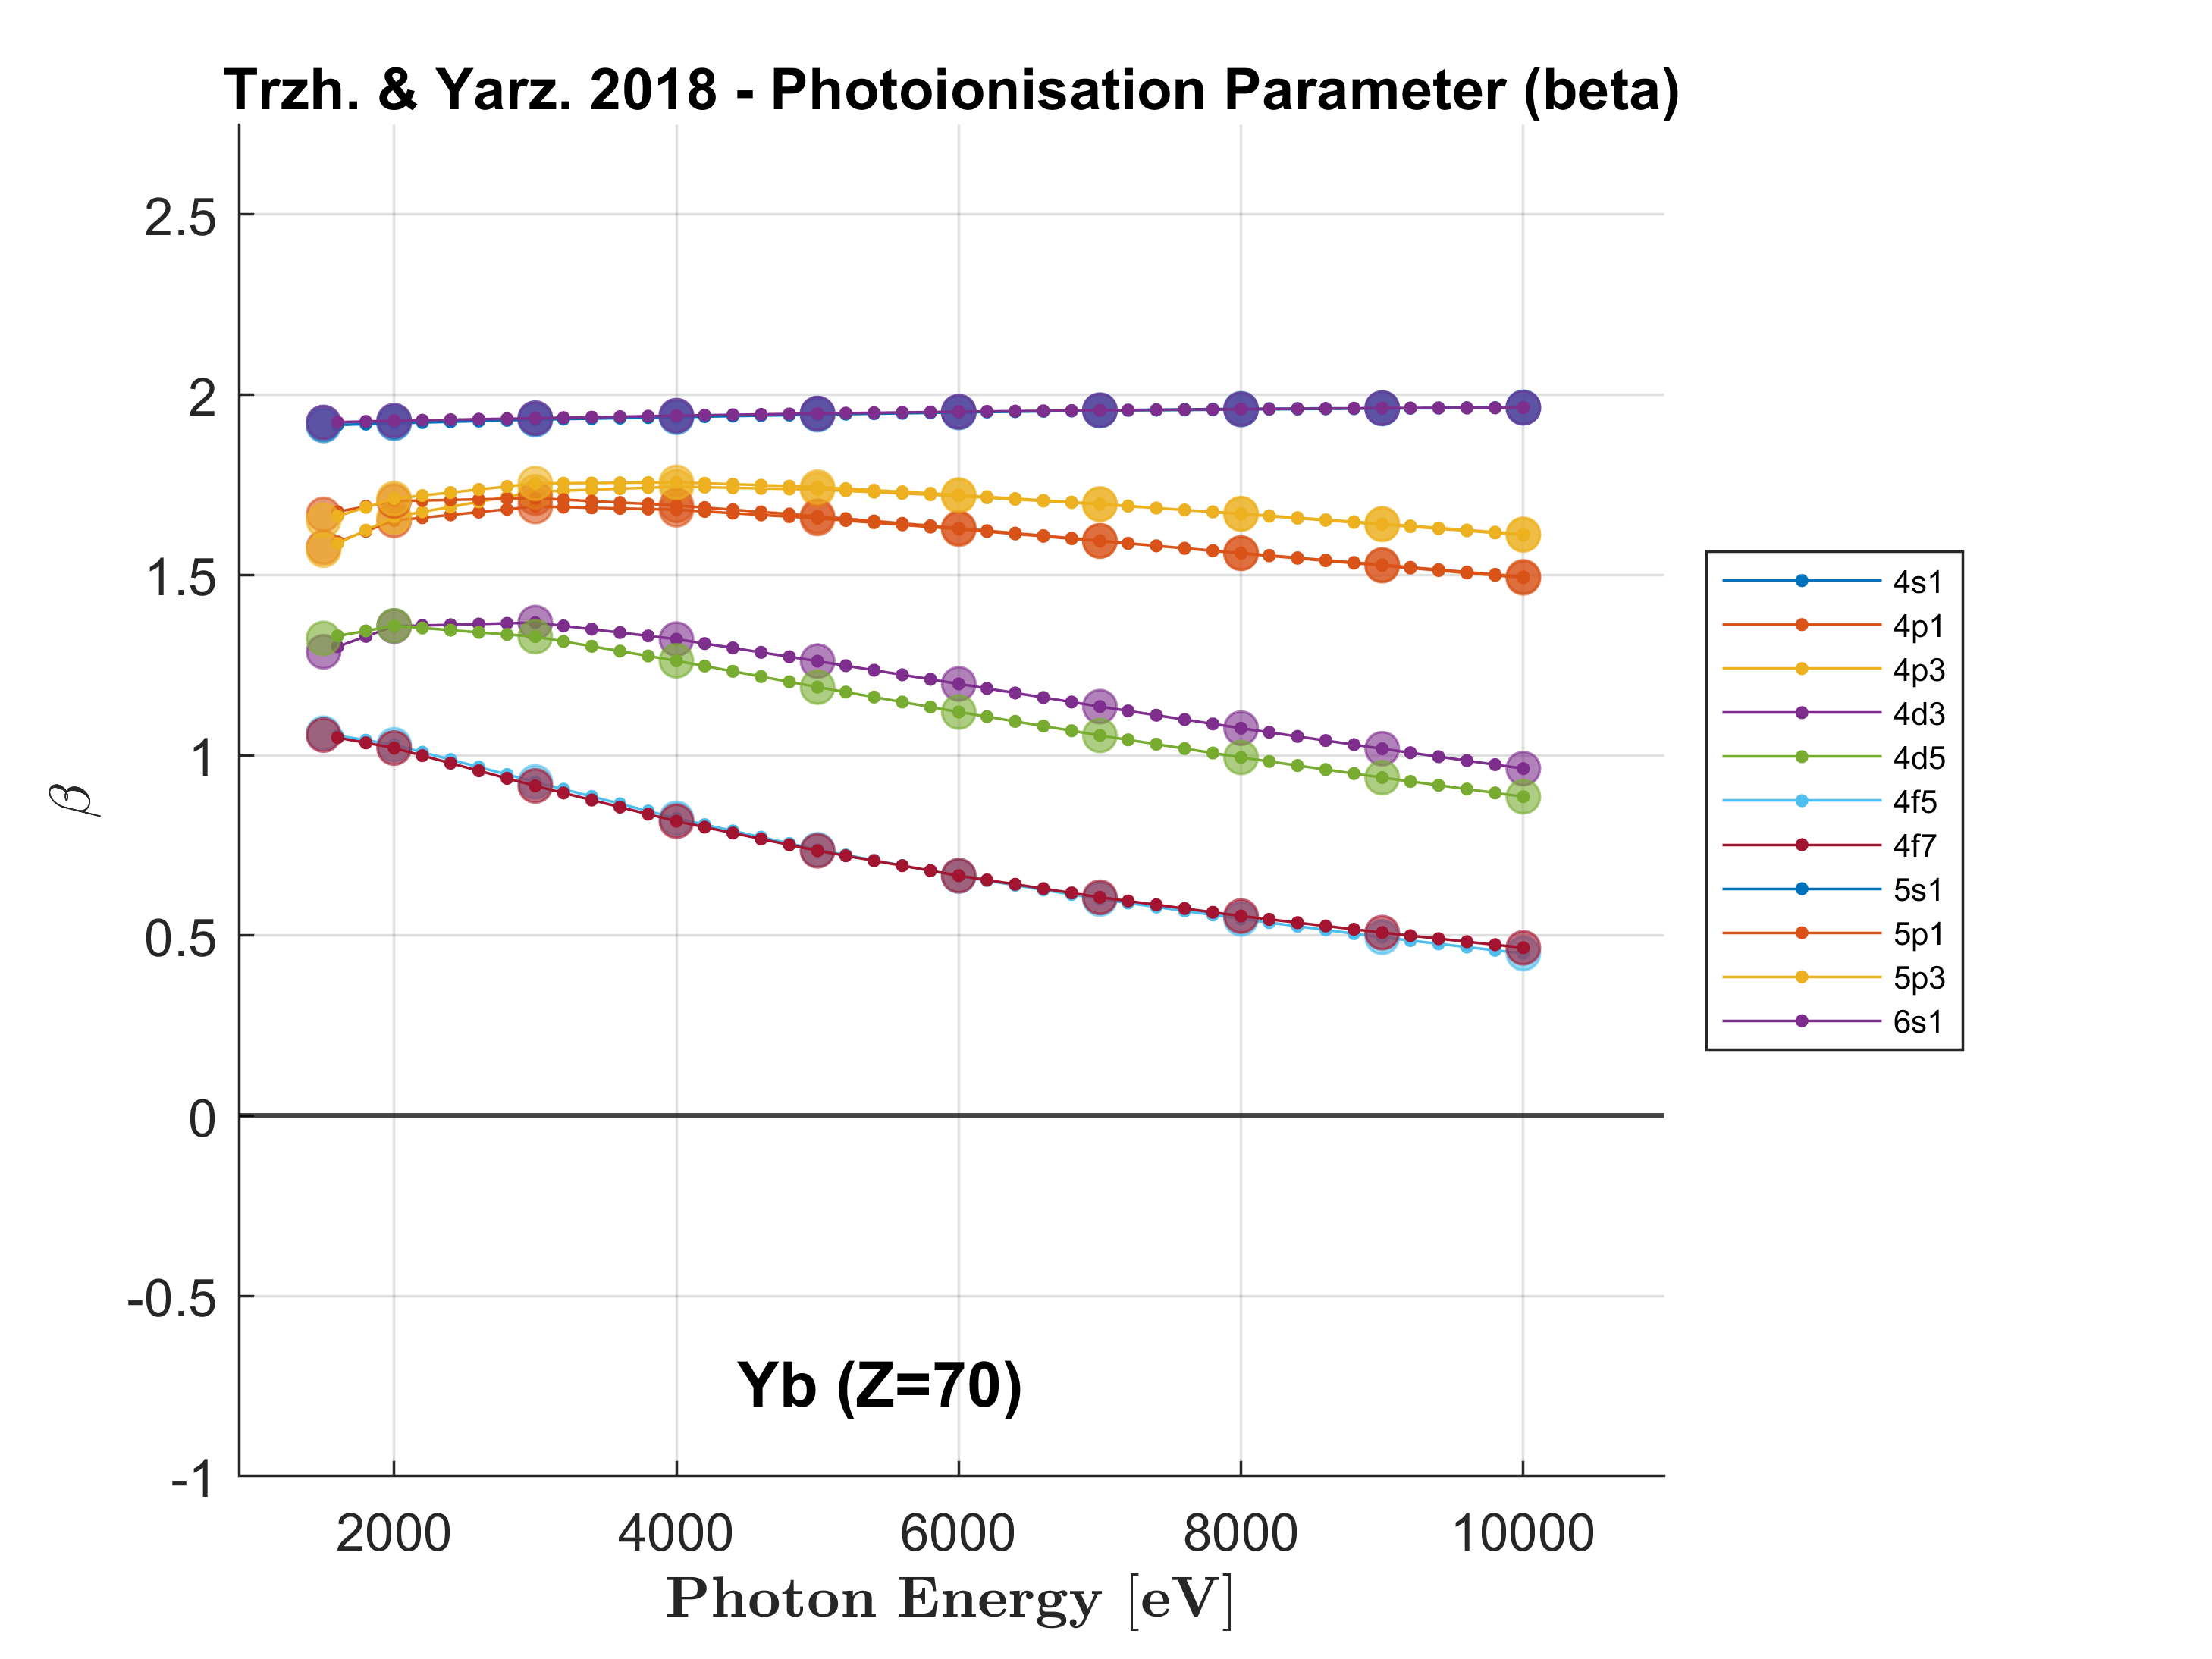 Trzh. & Yarz. 2018 - Photoionisation Parameter (beta)
2.5
2
1.5
1
0.5
0
-0.5
-1
β
2000 4000 6000 8000 10000
Photon Energy [eV]
Yb (Z=70)
4s1
4p1
4p3
4d3
4d5
4f5
4f7
5s1
5p1
5p3
6s1